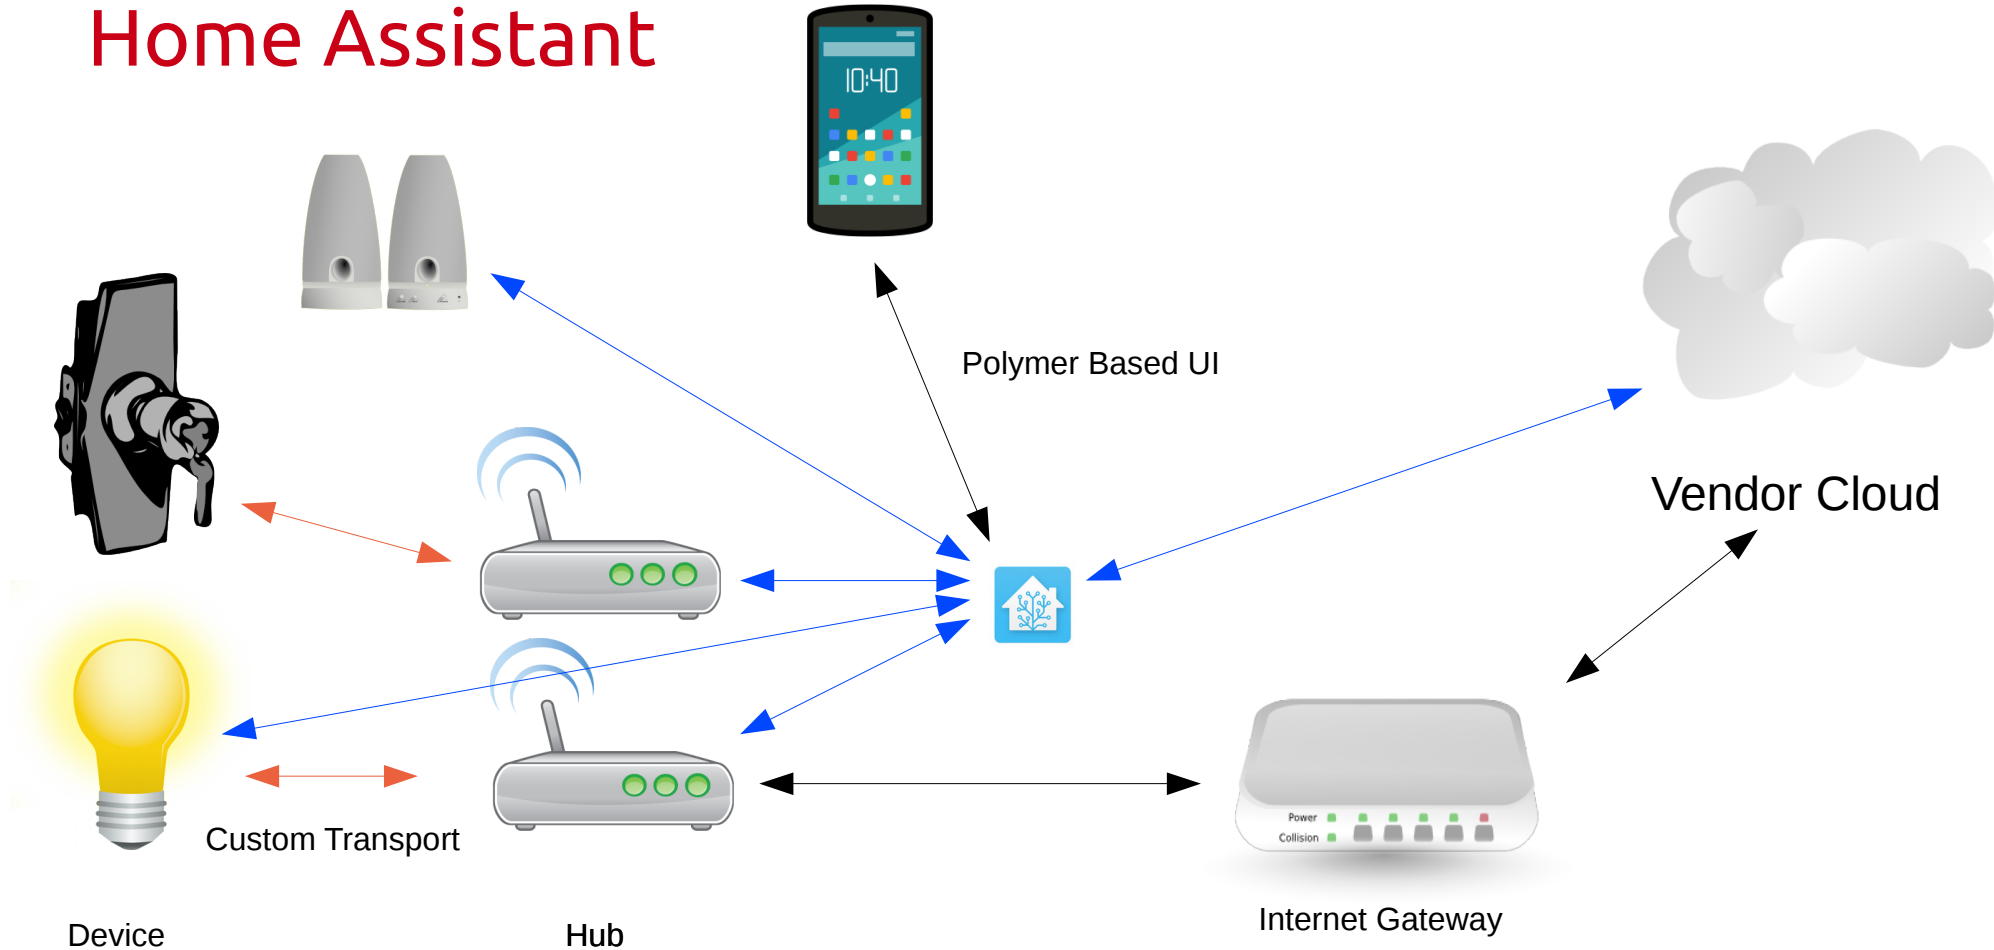 Home Assistant
10:40
Polymer Based UI
Vendor Cloud
Power
Collision
Custom Transport
Internet Gateway
Device
Hub